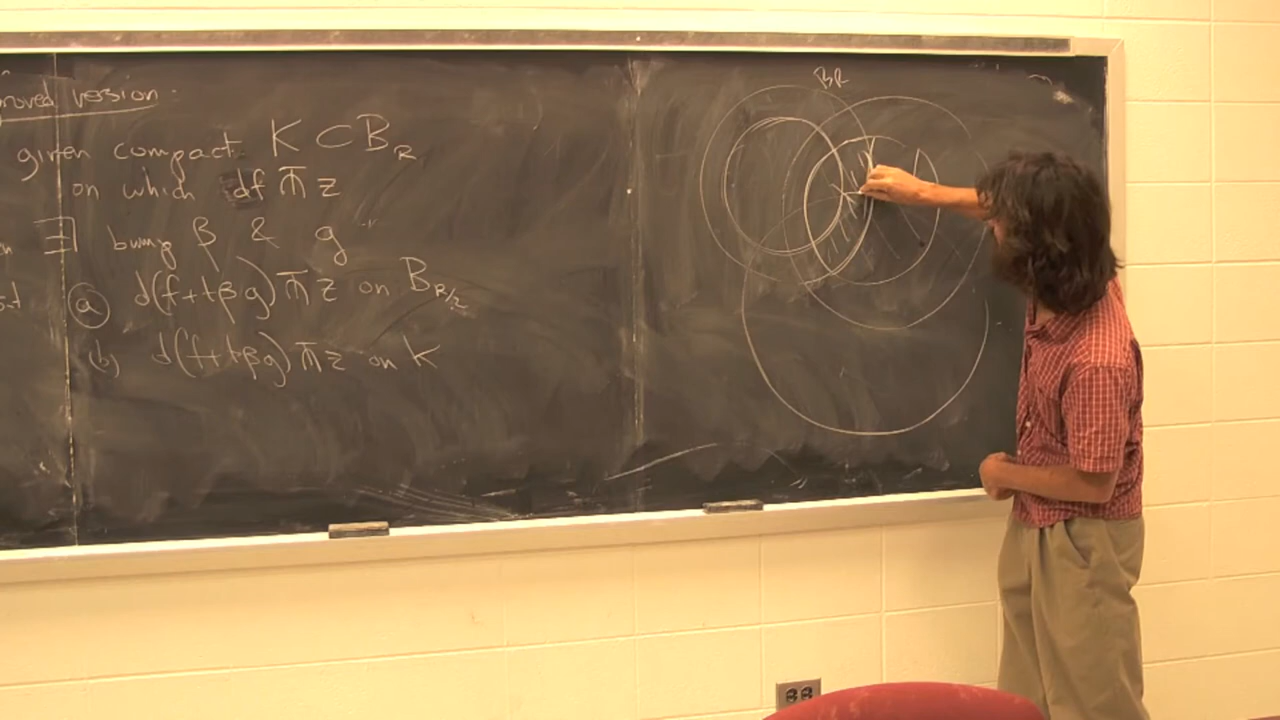 version:
given compact K ⊂ B_R
on which df ⋔ z
∃ bump β & g
(a) d(f+tβg) ⋔ z on B_{R/2}
(b) d(f+tβg) ⋔ z on K
B_R